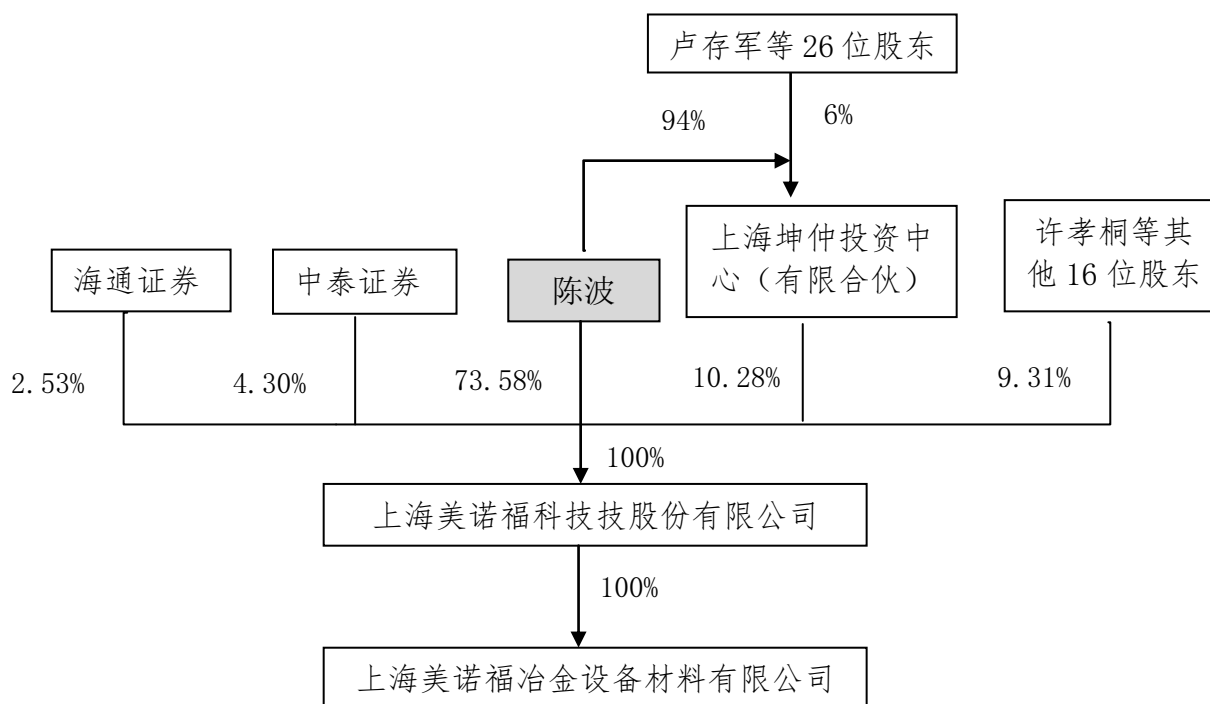 卢存军等 26 位股东
94%
6%
海通证券
中泰证券
陈波
上海坤仲投资中
心（有限合伙）
许孝桐等其
他 16 位股东
2.53%
4.30%
73.58%
10.28%
9.31%
100%
上海美诺福科技技股份有限公司
100%
上海美诺福冶金设备材料有限公司